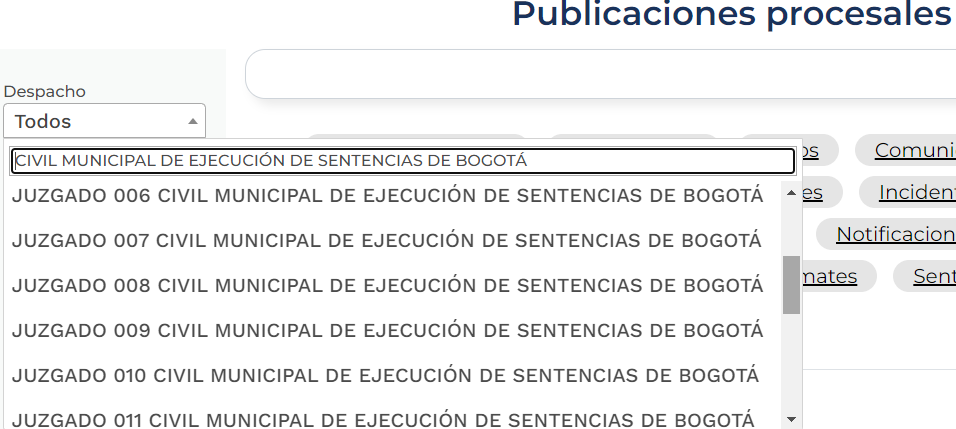 Publicaciones procesales
Despacho
Todos
CIVIL MUNICIPAL DE EJECUCIÓN DE SENTENCIAS DE BOGOTÁ
JUZGADO 006 CIVIL MUNICIPAL DE EJECUCIÓN DE SENTENCIAS DE BOGOTÁ
JUZGADO 007 CIVIL MUNICIPAL DE EJECUCIÓN DE SENTENCIAS DE BOGOTÁ
JUZGADO 008 CIVIL MUNICIPAL DE EJECUCIÓN DE SENTENCIAS DE BOGOTÁ
JUZGADO 009 CIVIL MUNICIPAL DE EJECUCIÓN DE SENTENCIAS DE BOGOTÁ
JUZGADO 010 CIVIL MUNICIPAL DE EJECUCIÓN DE SENTENCIAS DE BOGOTÁ
JUZGADO 011 CIVIL MUNICIPAL DE EJECUCIÓN DE SENTENCIAS DE BOGOTÁ
os Comuni
es Inciden
Notificacion
mates Sent